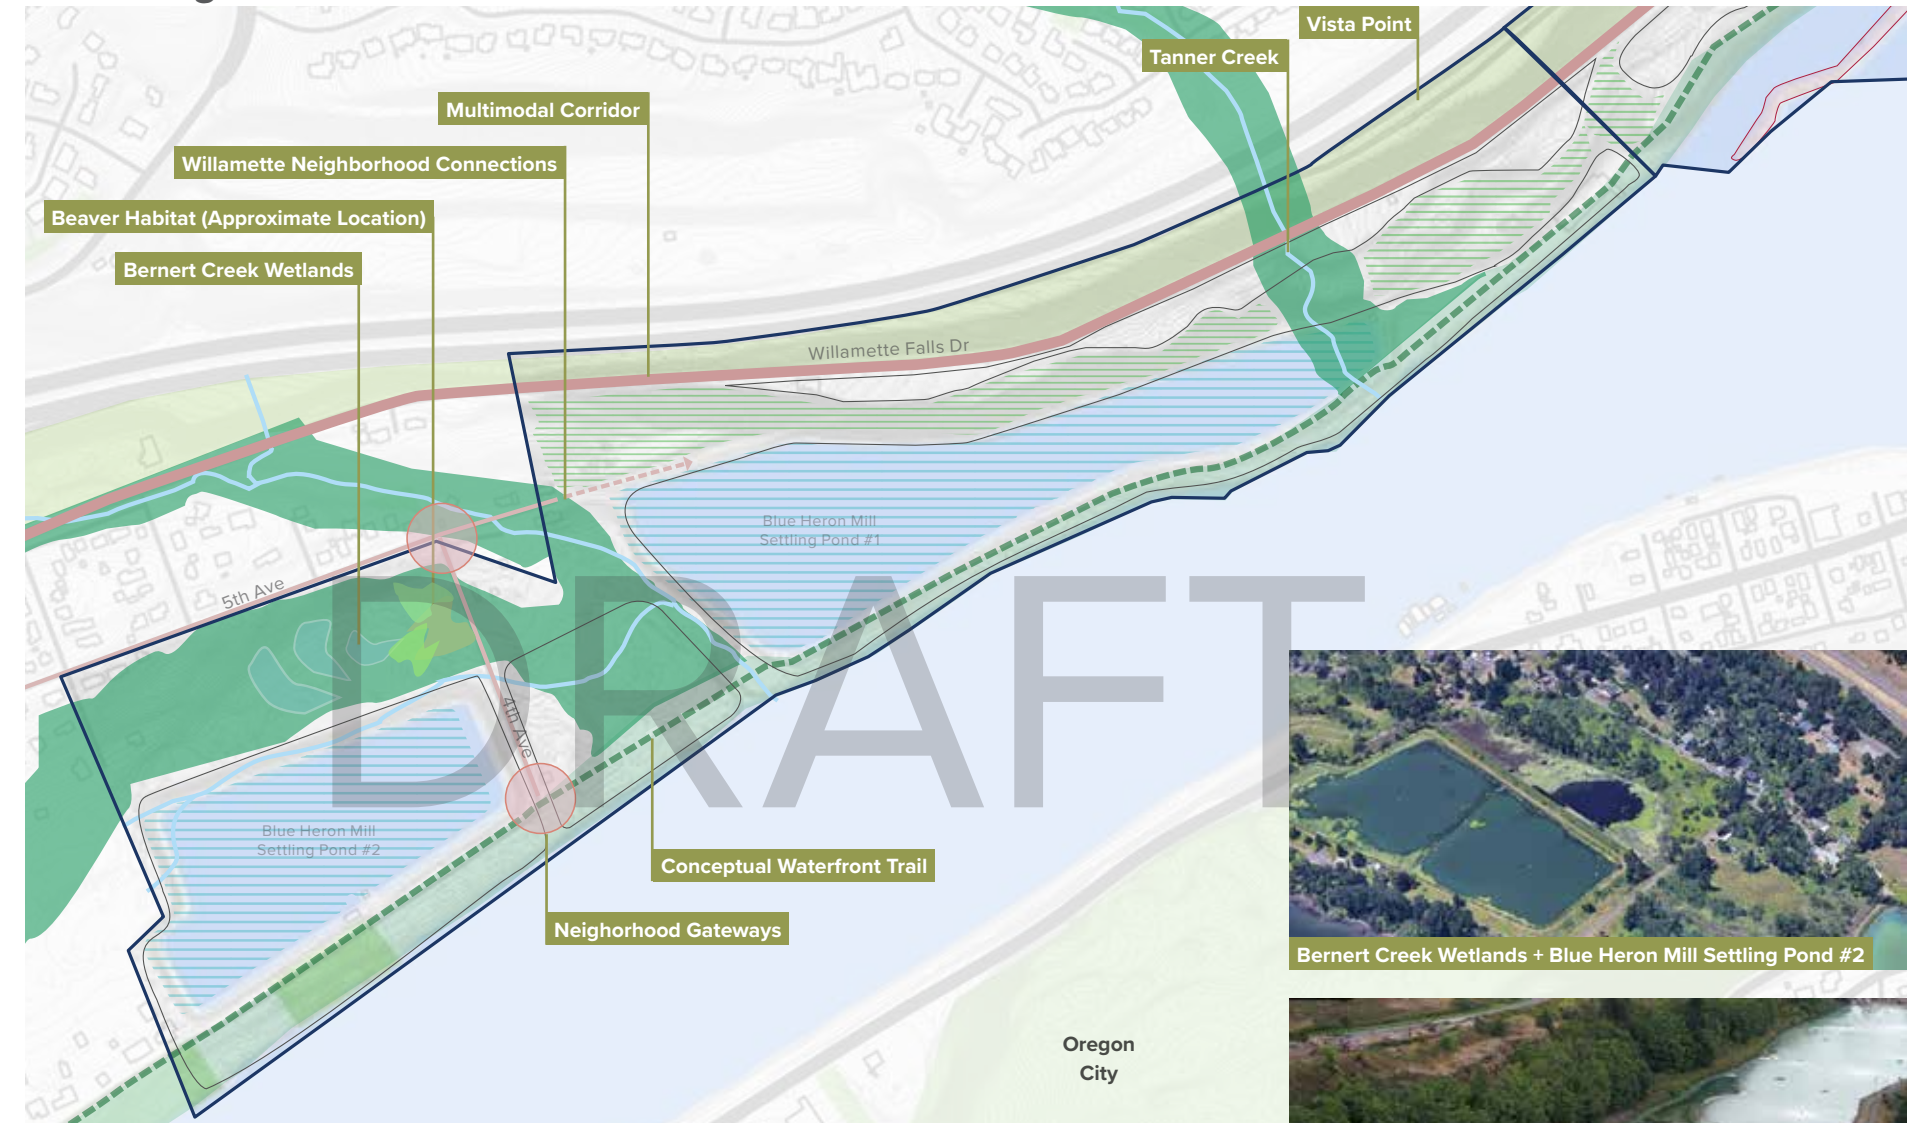 Vista Point
Tanner Creek
Multimodal Corridor
Willamette Neighborhood Connections
Beaver Habitat (Approximate Location)
Bernert Creek Wetlands
Willamette Falls Dr
Blue Heron Mill
Settling Pond #1
5th Ave
DRAFT
4th Ave
Blue Heron Mill
Settling Pond #2
Conceptual Waterfront Trail
Neighorhood Gateways
Bernert Creek Wetlands + Blue Heron Mill Settling Pond #2
Oregon
City